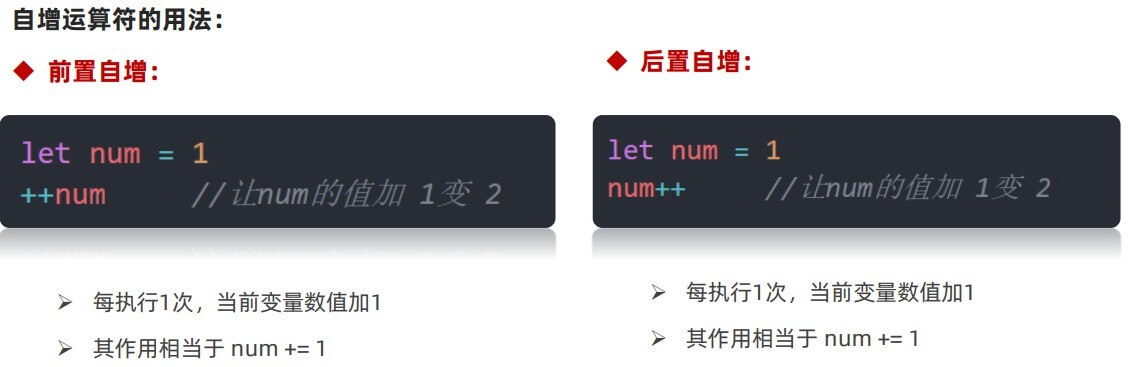 自增运算符的用法：
◆ 前置自增：
let num = 1
++num //让num的值加 1变 2
➢ 每执行1次，当前变量数值加1
➢ 其作用相当于 num += 1
◆ 后置自增：
let num = 1
num++ //让num的值加 1变 2
➢ 每执行1次，当前变量数值加1
➢ 其作用相当于 num += 1